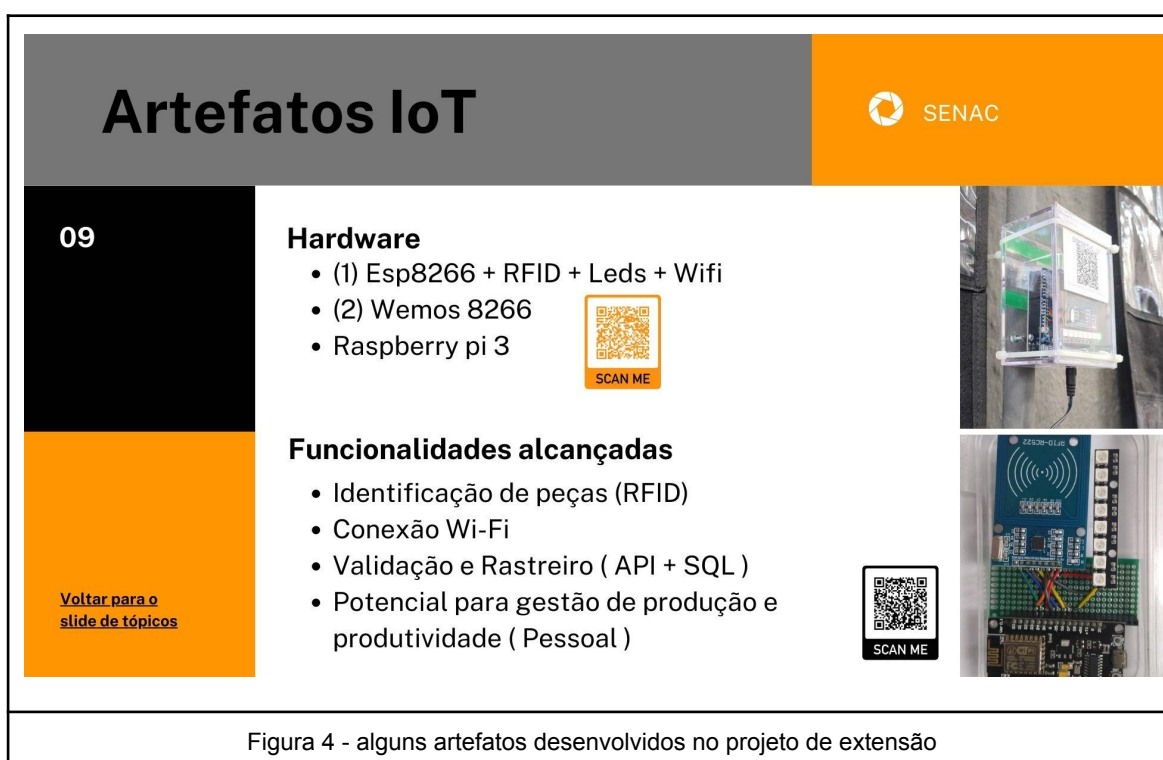 Artefatos IoT
SENAC
09
Hardware
• (1) Esp8266 + RFID + Leds + Wifi
• (2) Wemos 8266
• Raspberry pi 3
SCAN ME
Funcionalidades alcançadas
• Identificação de peças (RFID)
• Conexão Wi-Fi
• Validação e Rastreiro ( API + SQL )
• Potencial para gestão de produção e
produtividade ( Pessoal )
Voltar para o
slide de tópicos
SCAN ME
RFID-RC522
Figura 4 - alguns artefatos desenvolvidos no projeto de extensão